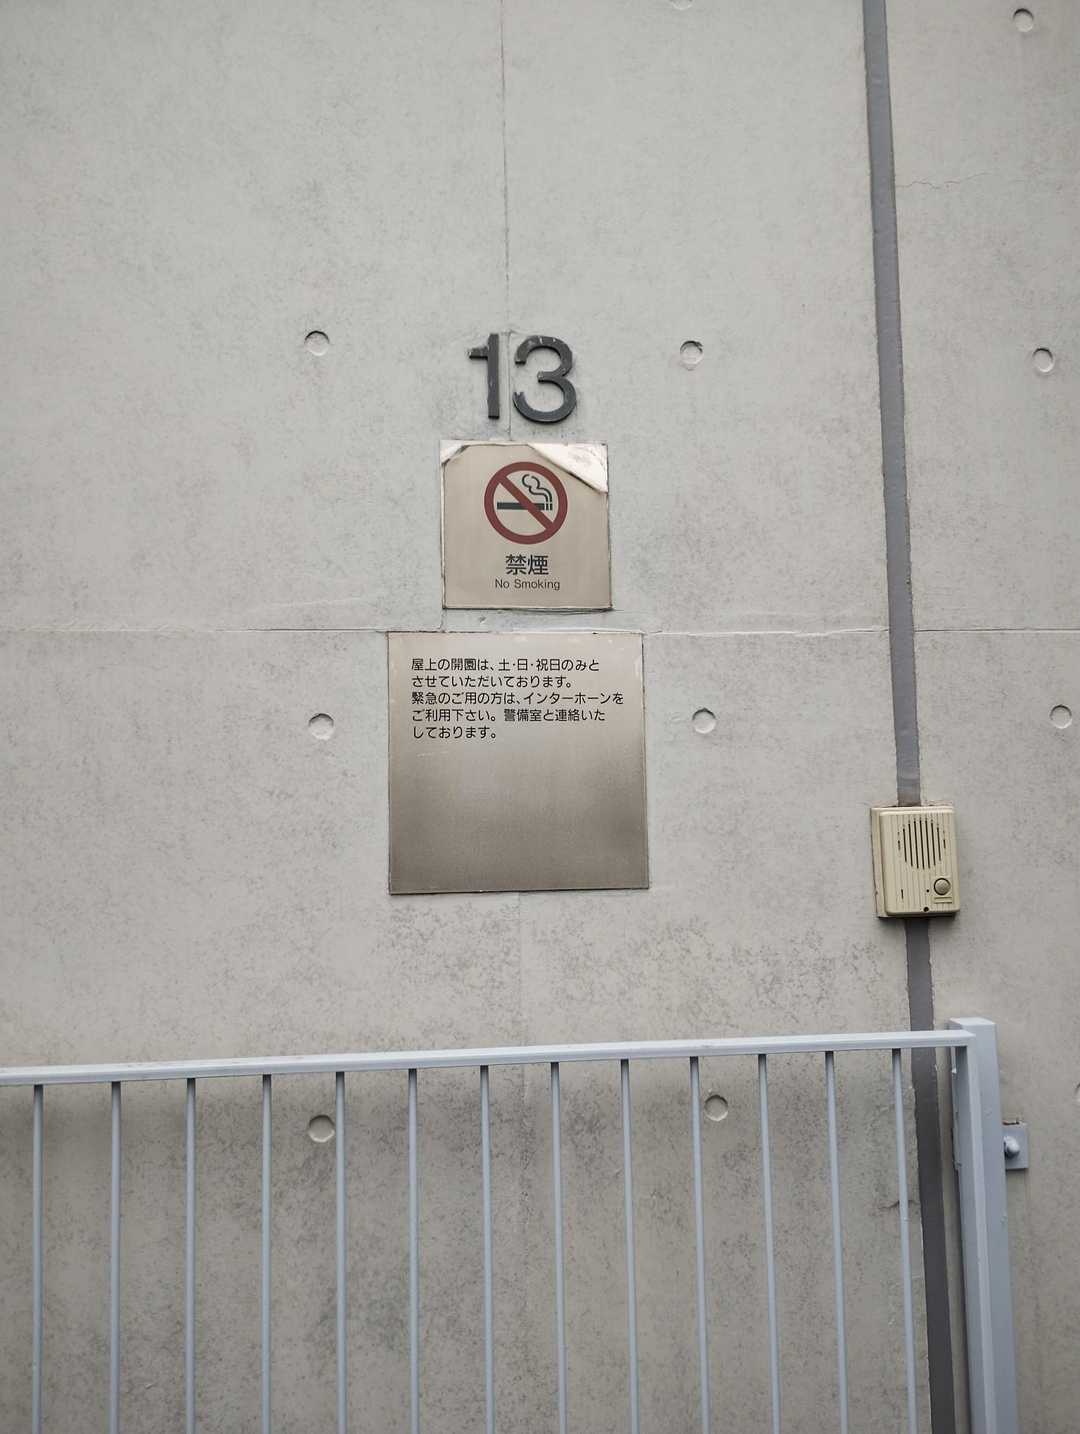 13
禁煙
No Smoking
屋上の開園は、土・日・祝日のみと
させていただいております。
緊急のご用の方は、インターホーンを
ご利用下さい。警備室と連絡いた
しております。